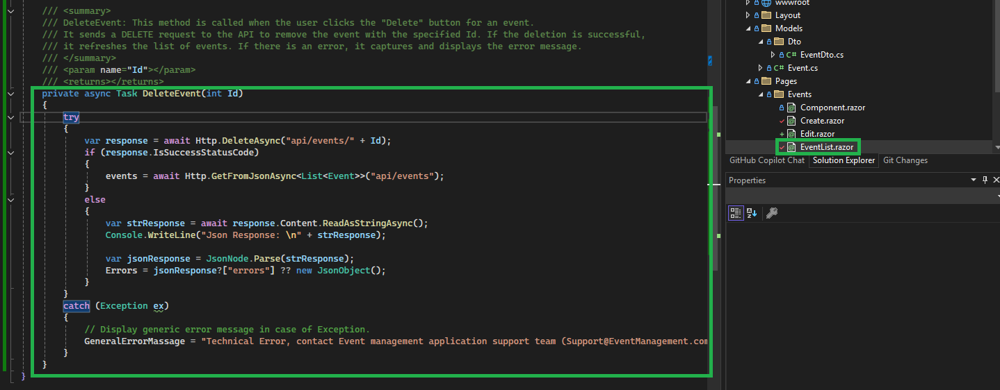 /// <summary>
/// DeleteEvent: This method is called when the user clicks the "Delete" button for an event.
/// It sends a DELETE request to the API to remove the event with the specified Id. If the deletion is successful,
/// it refreshes the list of events. If there is an error, it captures and displays the error message.
/// </summary>
/// <param name="Id"></param>
/// <returns></returns>
private async Task DeleteEvent(int Id)
{
try
{
var response = await Http.DeleteAsync("api/events/" + Id);
if (response.IsSuccessStatusCode)
{
events = await Http.GetFromJsonAsync<List<Event>>("api/events");
}
else
{
var strResponse = await response.Content.ReadAsStringAsync();
Console.WriteLine("Json Response: \n" + strResponse);
var jsonResponse = JsonNode.Parse(strResponse);
Errors = jsonResponse?["errors"] ?? new JsonObject();
}
}
catch (Exception ex)
{
// Display generic error message in case of Exception.
GeneralErrorMassage = "Technical Error, contact Event management application support team (Support@EventManagement.com
}
}
}
wwwroot
Layout
Models
Dto
C# EventDto.cs
C# Event.cs
Pages
Events
Component.razor
Create.razor
Edit.razor
EventList.razor
GitHub Copilot Chat Solution Explorer Git Changes
Properties